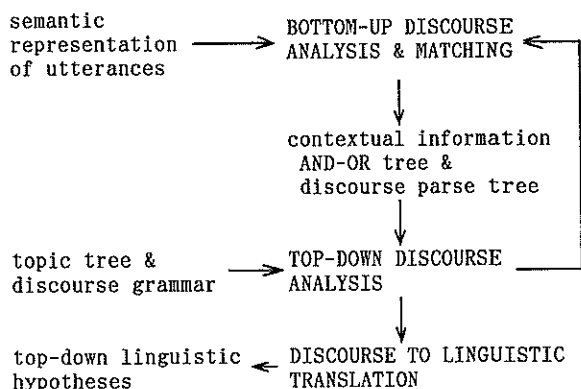 semantic
representation
of utterances
BOTTOM-UP DISCOURSE
ANALYSIS & MATCHING
contextual information
AND-OR tree &
discourse parse tree
topic tree &
discourse grammar
TOP-DOWN DISCOURSE
ANALYSIS
top-down linguistic
hypotheses
DISCOURSE TO LINGUISTIC
TRANSLATION